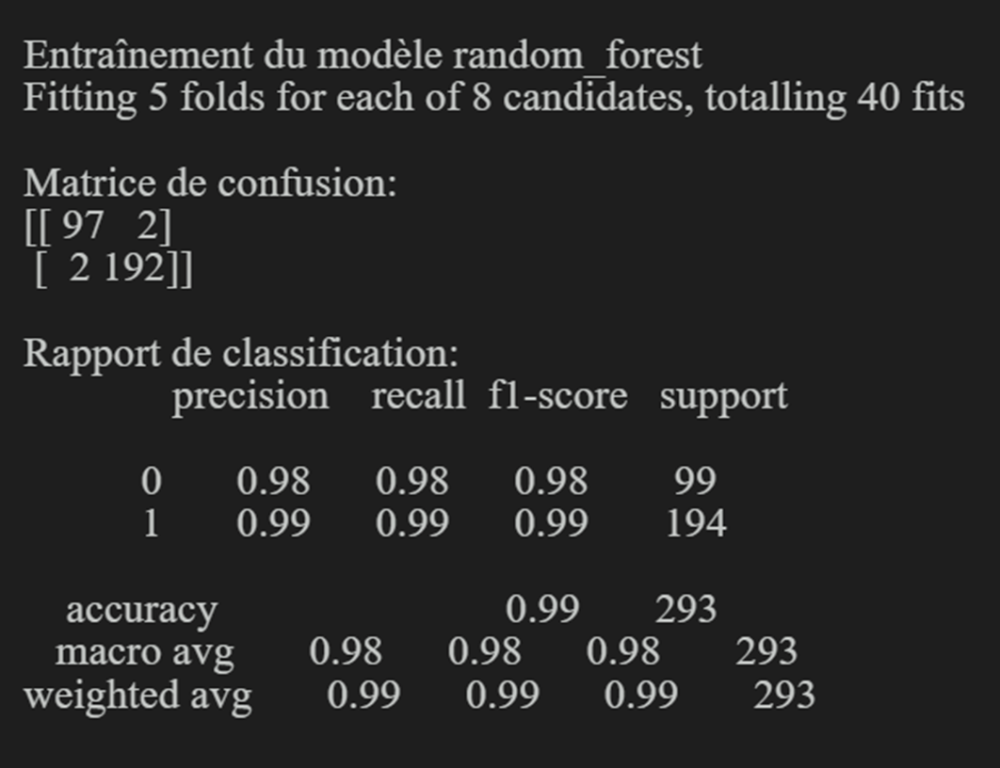 Entraînement du modèle random_forest
Fitting 5 folds for each of 8 candidates, totalling 40 fits
Matrice de confusion:
[[ 97   2]
[  2 192]]
Rapport de classification:
precision    recall  f1-score   support
0       0.98      0.98      0.98        99
1       0.99      0.99      0.99       194
accuracy                           0.99       293
macro avg       0.98      0.98      0.98       293
weighted avg       0.99      0.99      0.99       293